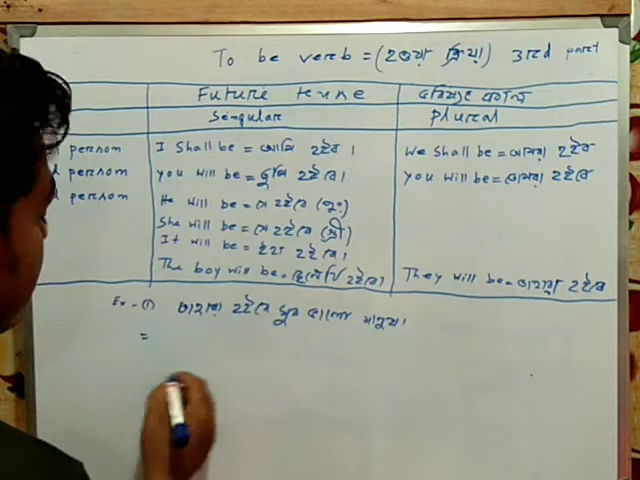 To be verb = (হওয়া ক্রিয়া) 3rd part
Future tense ভবিষ্যৎ কাল
Sengular Plural
person I Shall be = আমি হইব। We shall be = আমরা হইব
person you will be = তুমি হইবে। you will be = তোমরা হইবে
person He will be = সে হইবে (পুং)
She will be = সে হইবে (স্ত্রী)
It will be = ইহা হইবে।
The boy will be = ছেলেটি হইবে। They will be = তাহারা হইবে
Ex - (1) তাহারা হইবে খুব ভালো মানুষ।
=